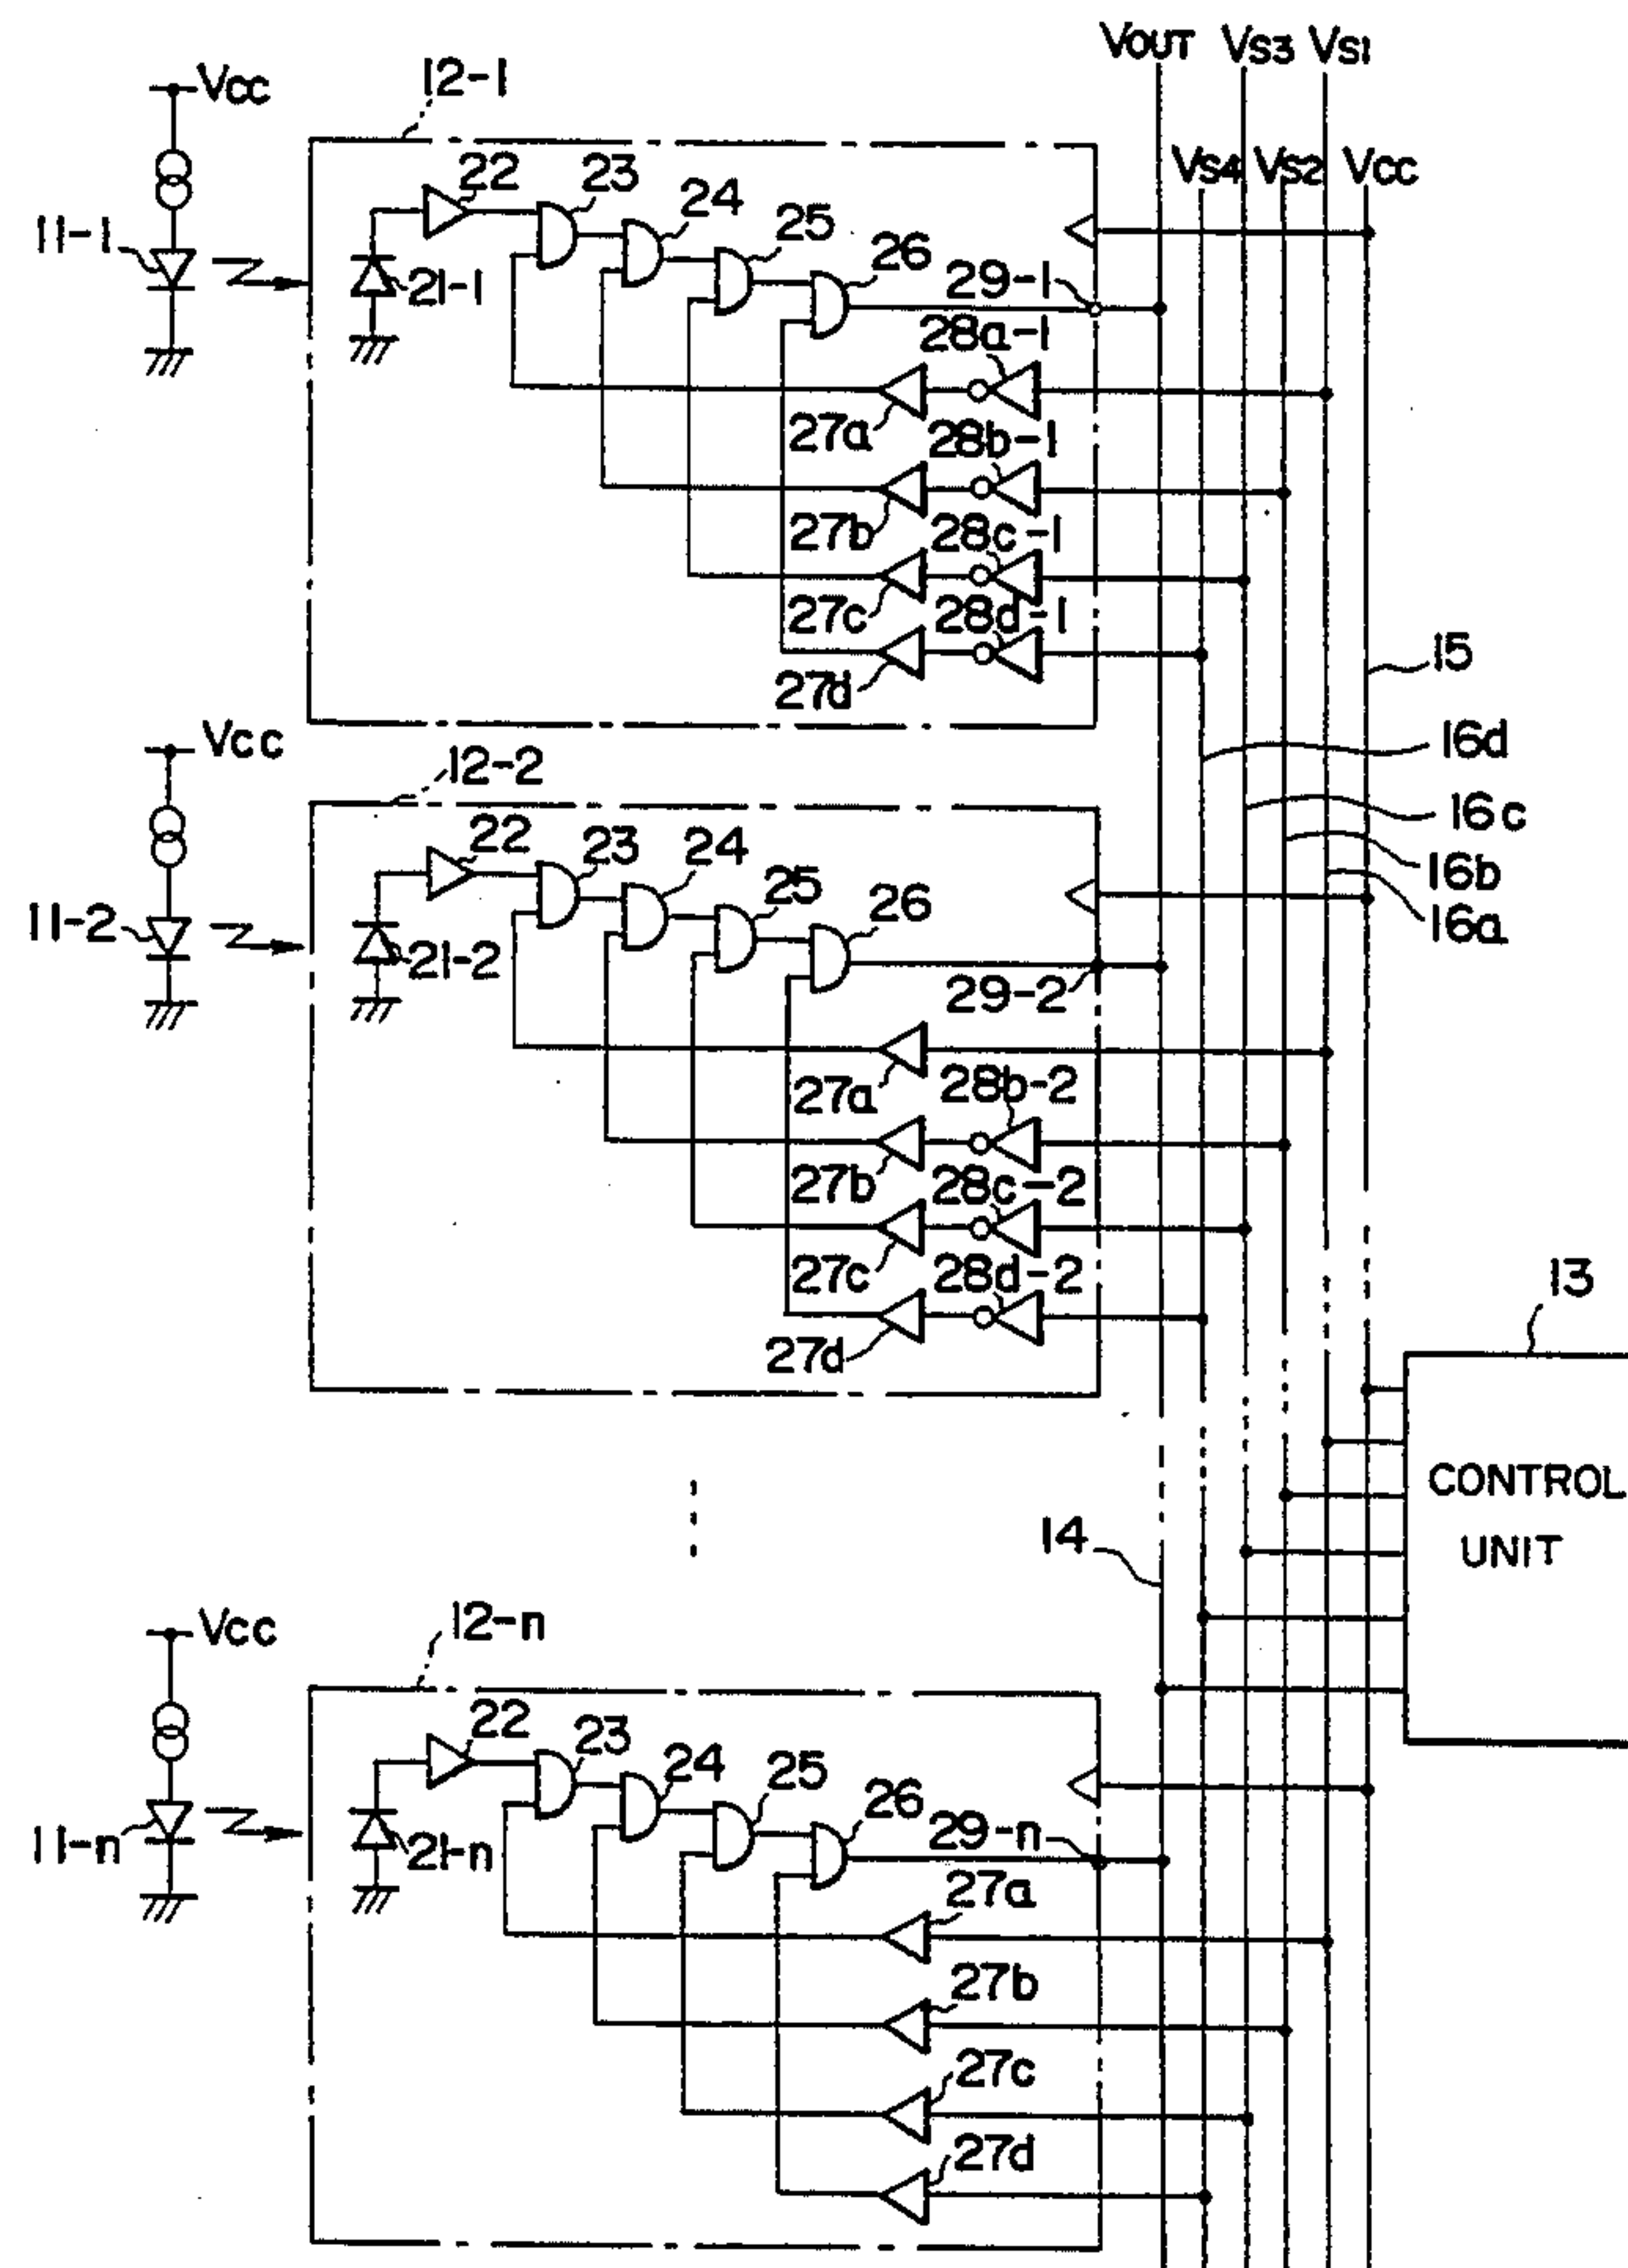 VOUT VS3 VS1
VS4 VS2 VCC
VCC
12-1
22
23
24
25
26
11-1
21-1
29-1
28a-1
27a
28b-1
27b
28c-1
27c
28d-1
27d
15
16d
16c
16b
16a
VCC
12-2
22
23
24
25
26
11-2
21-2
29-2
27a
28b-2
27b
28c-2
27c
28d-2
27d
13
CONTROL
UNIT
14
VCC
12-n
22
23
24
25
26
11-n
21-n
29-n
27a
27b
27c
27d